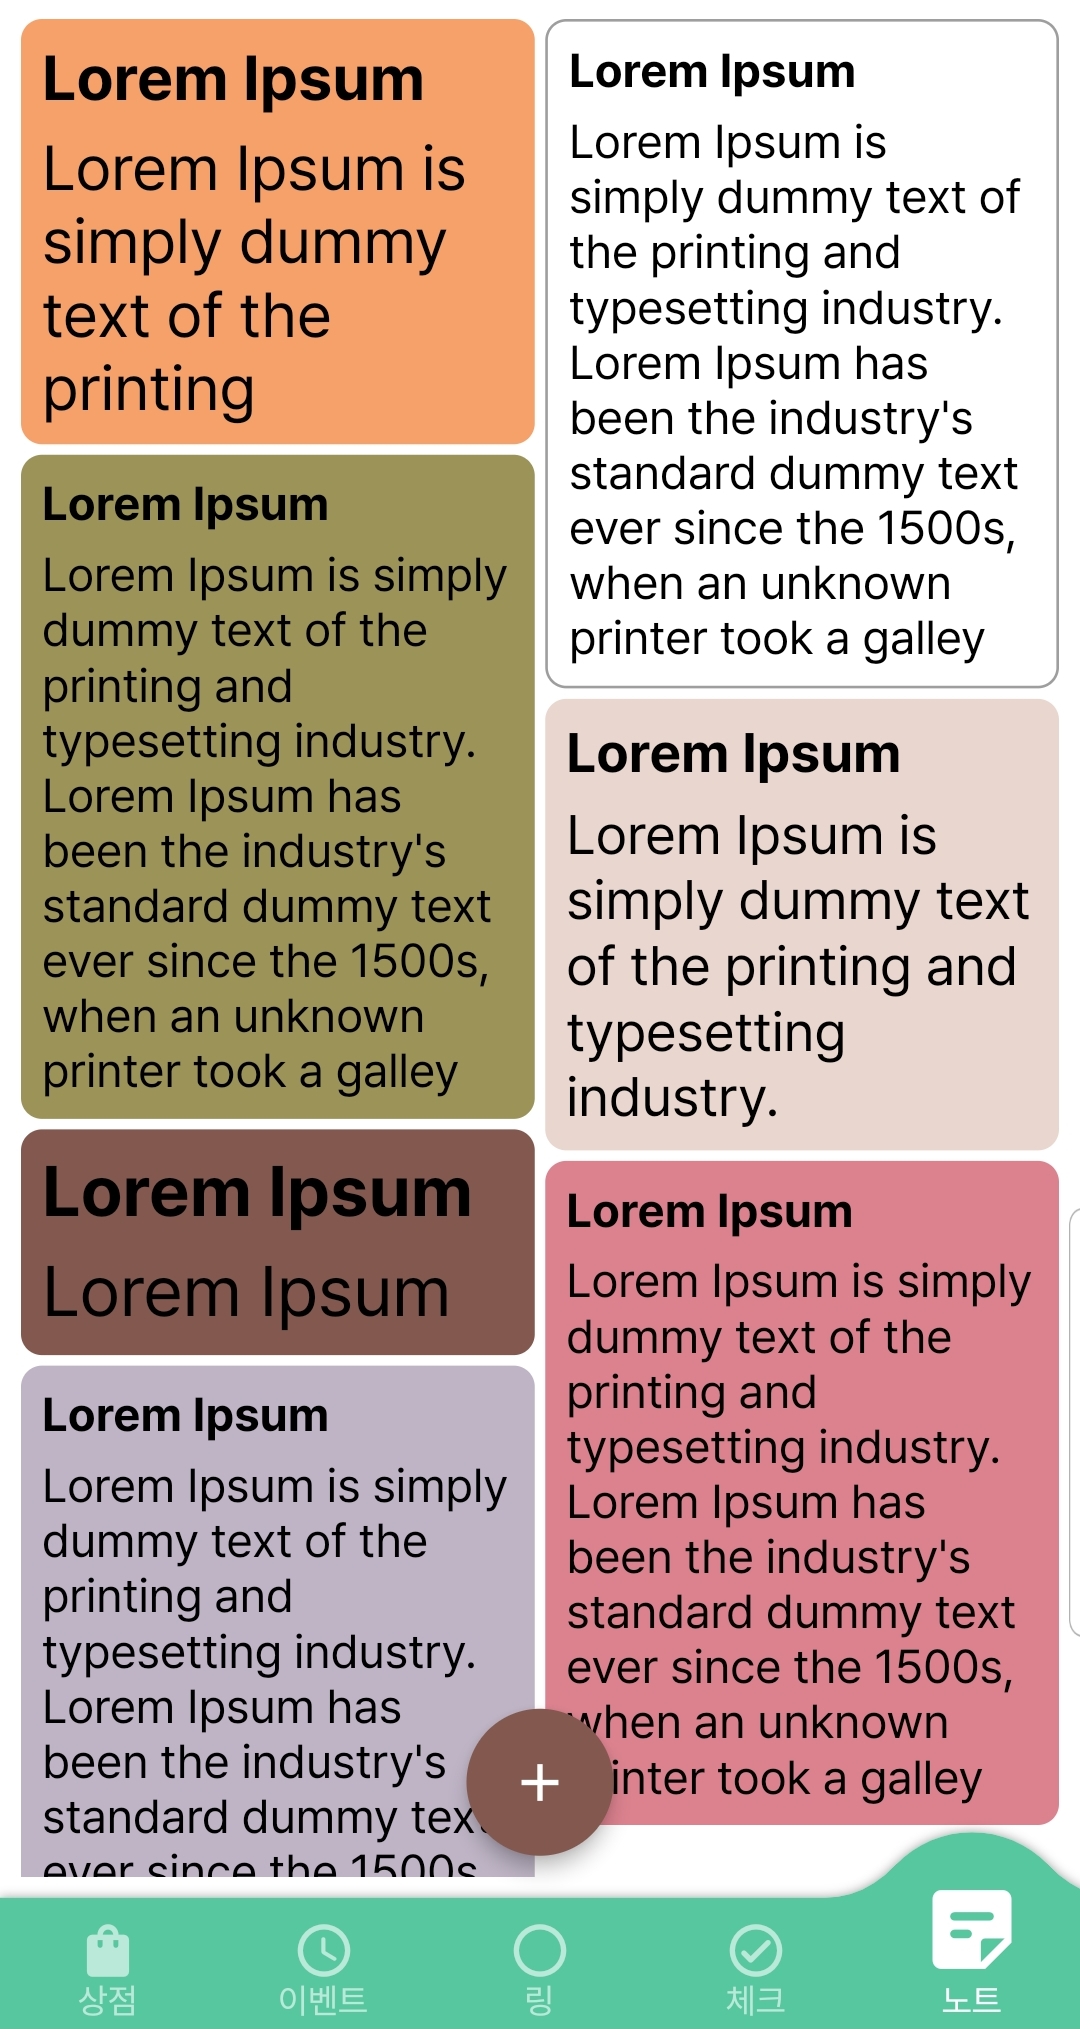 Lorem Ipsum
Lorem Ipsum is
simply dummy
text of the
printing
Lorem Ipsum
Lorem Ipsum is simply
dummy text of the
printing and
typesetting industry.
Lorem Ipsum has
been the industry's
standard dummy text
ever since the 1500s,
when an unknown
printer took a galley
Lorem Ipsum
Lorem Ipsum
Lorem Ipsum
Lorem Ipsum is simply
dummy text of the
printing and
typesetting industry.
Lorem Ipsum has
been the industry's
standard dummy text
ever since the 1500s
Lorem Ipsum
Lorem Ipsum is
simply dummy text of
the printing and
typesetting industry.
Lorem Ipsum has
been the industry's
standard dummy text
ever since the 1500s,
when an unknown
printer took a galley
Lorem Ipsum
Lorem Ipsum is
simply dummy text
of the printing and
typesetting
industry.
Lorem Ipsum
Lorem Ipsum is simply
dummy text of the
printing and
typesetting industry.
Lorem Ipsum has
been the industry's
standard dummy text
ever since the 1500s,
when an unknown
printer took a galley
상점
이벤트
링
체크
노트